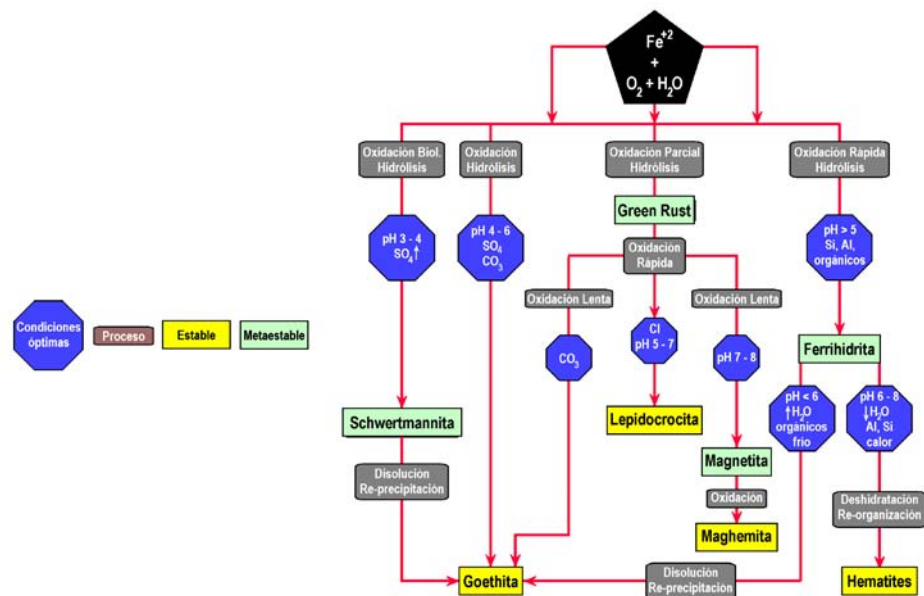 Fe+2
+
O2 + H2O
Oxidación Biol.
Hidrólisis
Oxidación
Hidrólisis
Oxidación Parcial
Hidrólisis
Oxidación Rápida
Hidrólisis
Green Rust
pH 3 - 4
SO4↑
pH 4 - 6
SO4
CO3
Oxidación
Rápida
pH > 5
Si, Al,
orgánicos
Oxidación Lenta
Oxidación Lenta
Condiciones
óptimas
Proceso
Estable
Metaestable
CO3
Cl
pH 5 - 7
pH 7 - 8
Ferrihidrita
Schwertmannita
Lepidocrocita
pH < 6
↑H2O
orgánicos
frio
pH 6 - 8
↓H2O
Al, Si
calor
Magnetita
Disolución
Re-precipitación
Oxidación
Deshidratación
Re-organización
Maghemita
Goethita
Disolución
Re-precipitación
Hematites